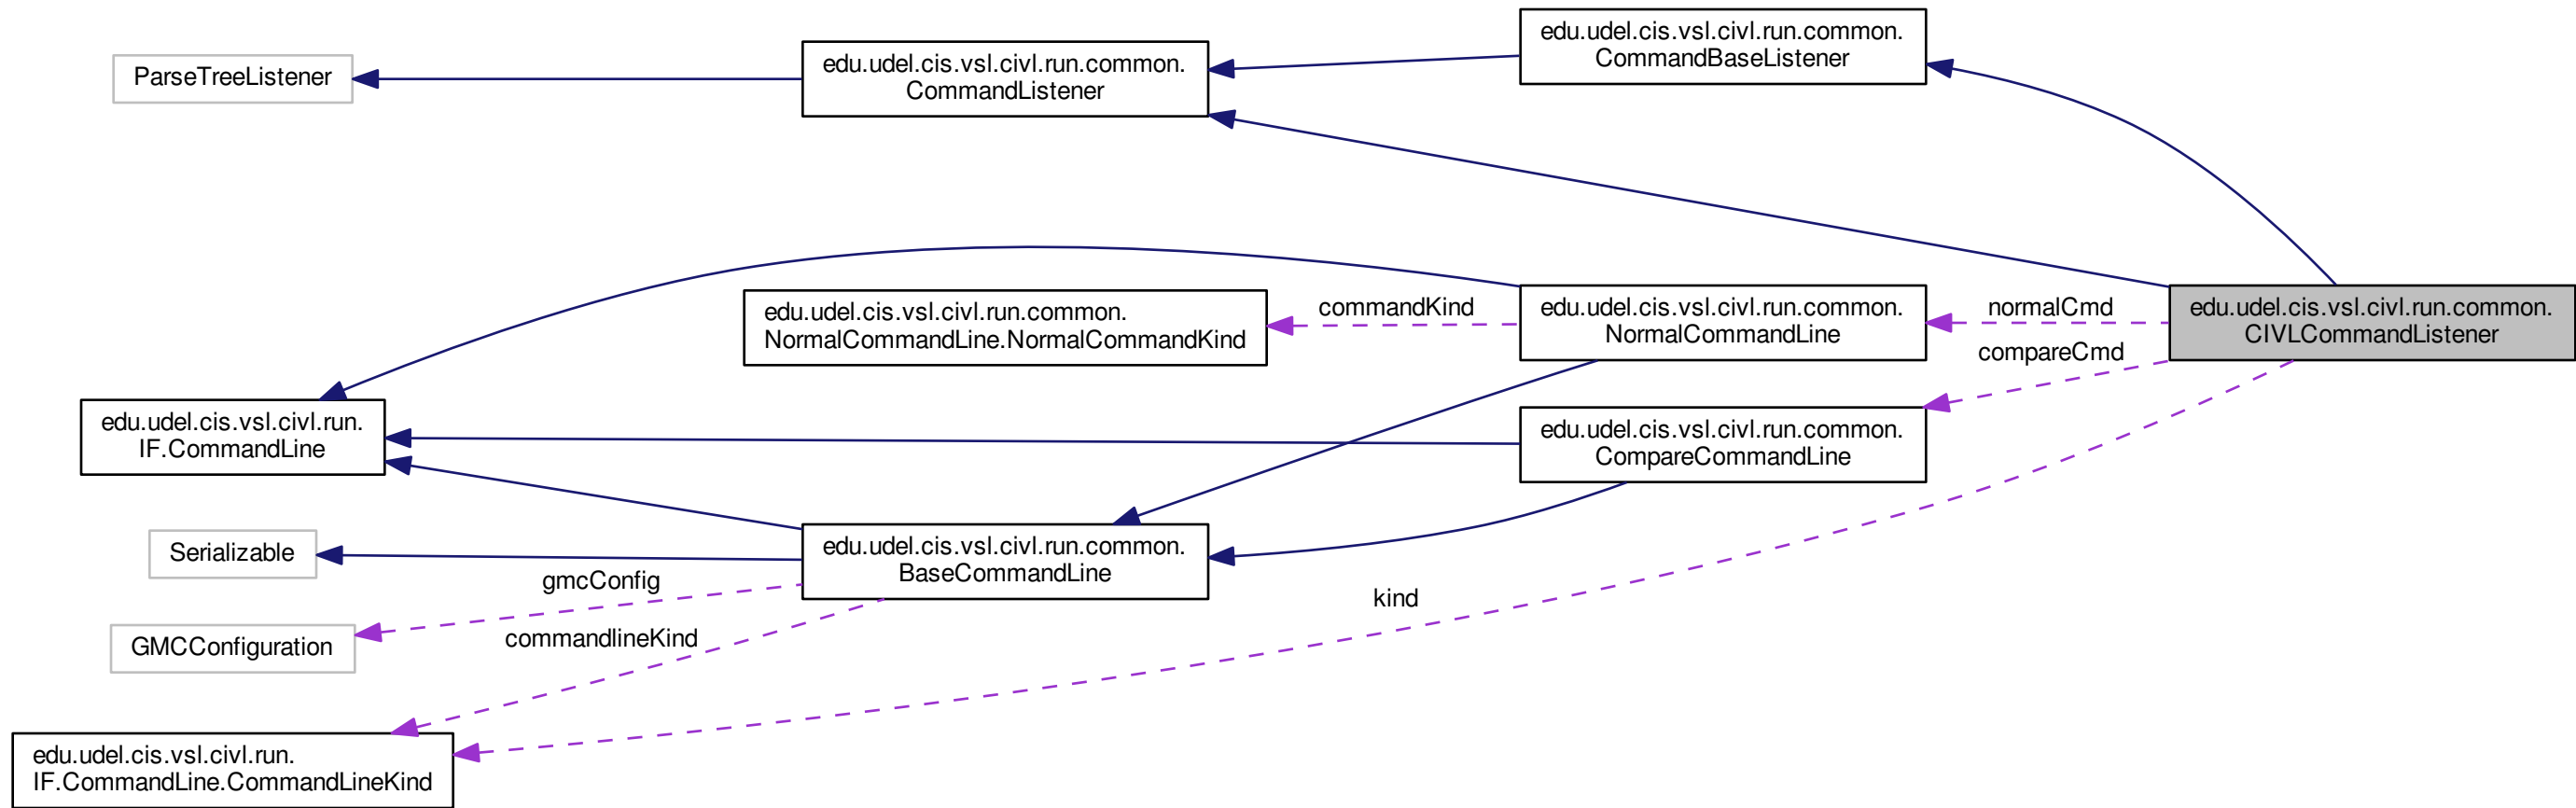 edu.udel.cis.vsl.civl.run.common.
CommandBaseListener
ParseTreeListener
edu.udel.cis.vsl.civl.run.common.
CommandListener
edu.udel.cis.vsl.civl.run.common.
NormalCommandLine.NormalCommandKind
commandKind
edu.udel.cis.vsl.civl.run.common.
NormalCommandLine
normalCmd
edu.udel.cis.vsl.civl.run.common.
CIVLCommandListener
compareCmd
edu.udel.cis.vsl.civl.run.
IF.CommandLine
edu.udel.cis.vsl.civl.run.common.
CompareCommandLine
Serializable
edu.udel.cis.vsl.civl.run.common.
BaseCommandLine
gmcConfig
kind
GMCConfiguration
commandlineKind
edu.udel.cis.vsl.civl.run.
IF.CommandLine.CommandLineKind